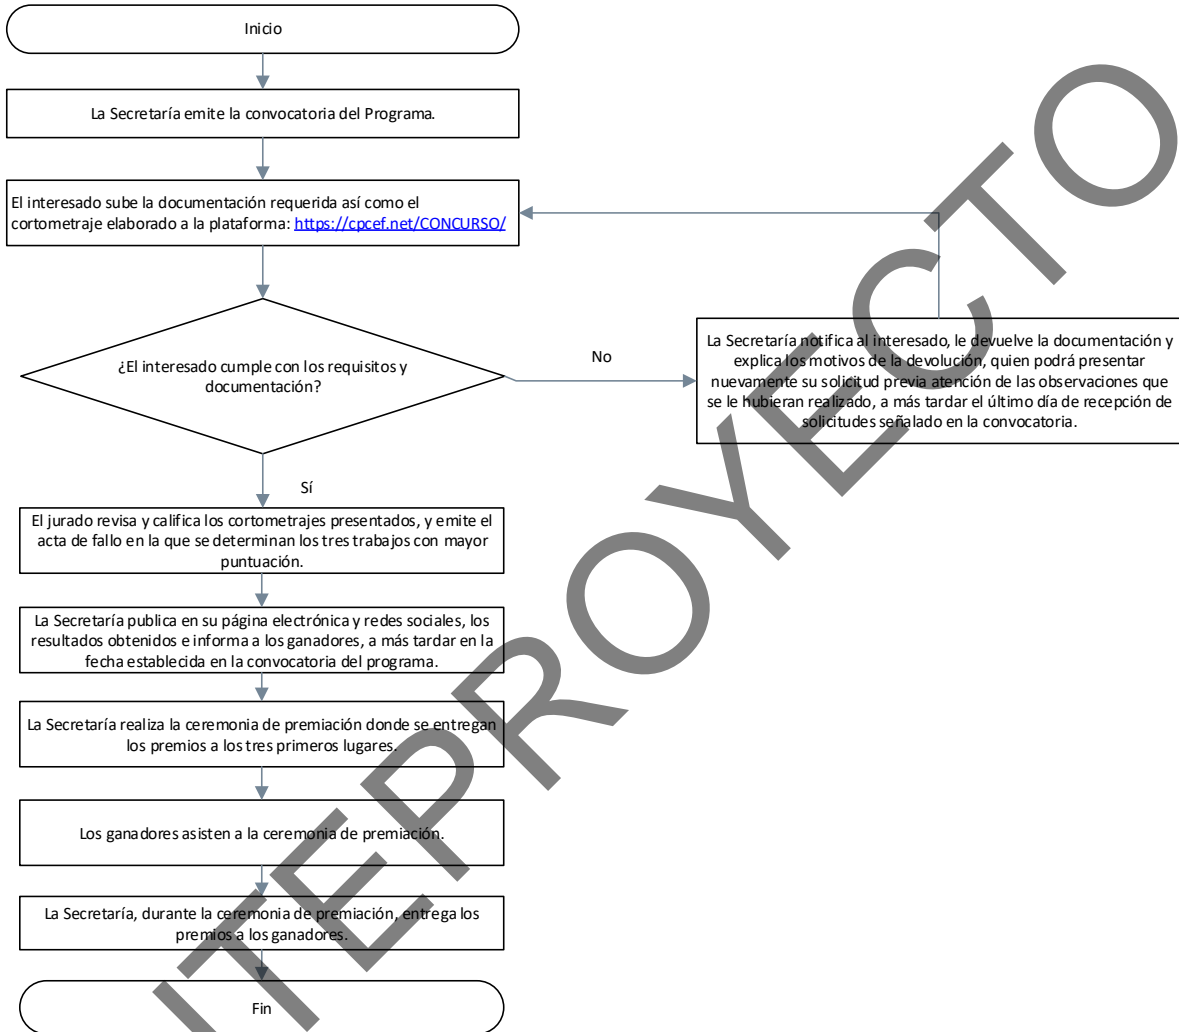 Inicio
La Secretaría emite la convocatoria del Programa.
El interesado sube la documentación requerida así como el
cortometraje elaborado a la plataforma: https://cpcef.net/CONCURSO/
¿El interesado cumple con los requisitos y
documentación?
No
La Secretaría notifica al interesado, le devuelve la documentación y
explica los motivos de la devolución, quien podrá presentar
nuevamente su solicitud previa atención de las observaciones que
se le hubieran realizado, a más tardar el último día de recepción de
solicitudes señalado en la convocatoria.
Sí
El jurado revisa y califica los cortometrajes presentados, y emite el
acta de fallo en la que se determinan los tres trabajos con mayor
puntuación.
La Secretaría publica en su página electrónica y redes sociales, los
resultados obtenidos e informa a los ganadores, a más tardar en la
fecha establecida en la convocatoria del programa.
La Secretaría realiza la ceremonia de premiación donde se entregan
los premios a los tres primeros lugares.
Los ganadores asisten a la ceremonia de premiación.
La Secretaría, durante la ceremonia de premiación, entrega los
premios a los ganadores.
Fin
TEPROYECTO